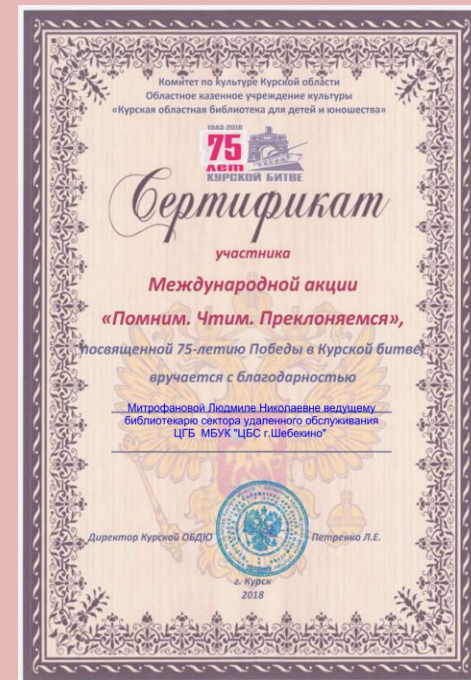 Комитет по культуре Курской области
Областное казенное учреждение культуры
«Курская областная библиотека для детей и юношества»
1943-2018
75
лет
КУРСКОЙ БИТВЕ
Сертификат
участника
Международной акции
«Помним. Чтим. Преклоняемся»,
посвященной 75-летию Победы в Курской битве,
вручается с благодарностью
Митрофановой Людмиле Николаевне ведущему
библиотекарю сектора удаленного обслуживания
ЦГБ МБУК "ЦБС г.Шебекино"
Директор Курской ОБДЮ Петренко Л.Е.
г. Курск
2018